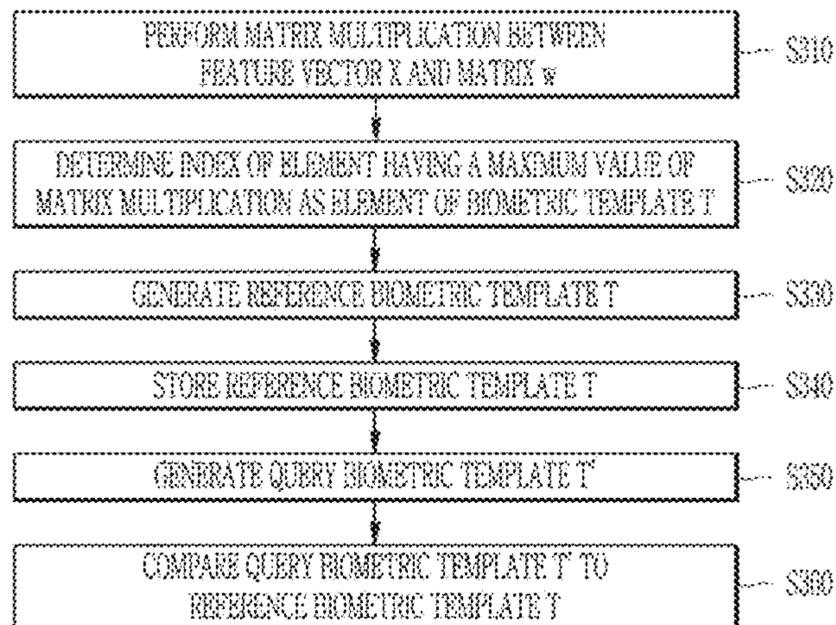 PERFORM MATRIX MULTIPLICATION BETWEEN
FEATURE VECTOR X AND MATRIX w
S310
DETERMINE INDEX OF ELEMENT HAVING A MAXIMUM VALUE OF
MATRIX MULTIPLICATION AS ELEMENT OF BIOMETRIC TEMPLATE T
S320
GENERATE REFERENCE BIOMETRIC TEMPLATE T
S330
STORE REFERENCE BIOMETRIC TEMPLATE T
S340
GENERATE QUERY BIOMETRIC TEMPLATE T'
S350
COMPARE QUERY BIOMETRIC TEMPLATE T' TO
REFERENCE BIOMETRIC TEMPLATE T
S360